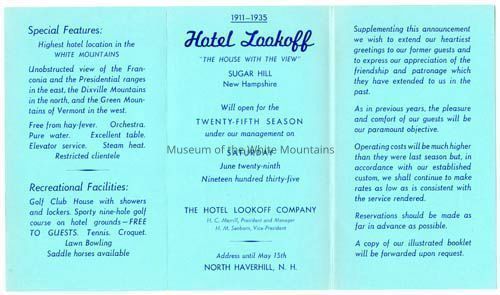 Special Features:
Highest hotel location in the
WHITE MOUNTAINS
Unobstructed view of the Fran-
conia and the Presidential ranges
in the east, the Dixville Mountains
in the north, and the Green Moun-
tains of Vermont in the west.
Free from hay-fever. Orchestra.
Pure water. Excellent table.
Elevator service. Steam heat.
Restricted clientele
Recreational Facilities:
Golf Club House with showers
and lockers. Sporty nine-hole golf
course on hotel grounds—FREE
TO GUESTS. Tennis. Croquet.
Lawn Bowling
Saddle horses available
1911—1935
Hotel Lookoff
"THE HOUSE WITH THE VIEW"
SUGAR HILL
New Hampshire
Will open for the
TWENTY-FIFTH SEASON
under our management on
SATURDAY
Museum of the White Mountains
June twenty-ninth
Nineteen hundred thirty-five
THE HOTEL LOOKOFF COMPANY
H. C. Merrill, President and Manager
H. M. Sanborn, Vice-President
Address until May 15th
NORTH HAVERHILL, N. H.
Supplementing this announcement
we wish to extend our heartiest
greetings to our former guests and
to express our appreciation of the
friendship and patronage which
they have extended to us in the
past.
As in previous years, the pleasure
and comfort of our guests will be
our paramount objective.
Operating costs will be much higher
than they were last season but, in
accordance with our established
custom, we shall continue to make
rates as low as is consistent with
the service rendered.
Reservations should be made as
far in advance as possible.
A copy of our illustrated booklet
will be forwarded upon request.